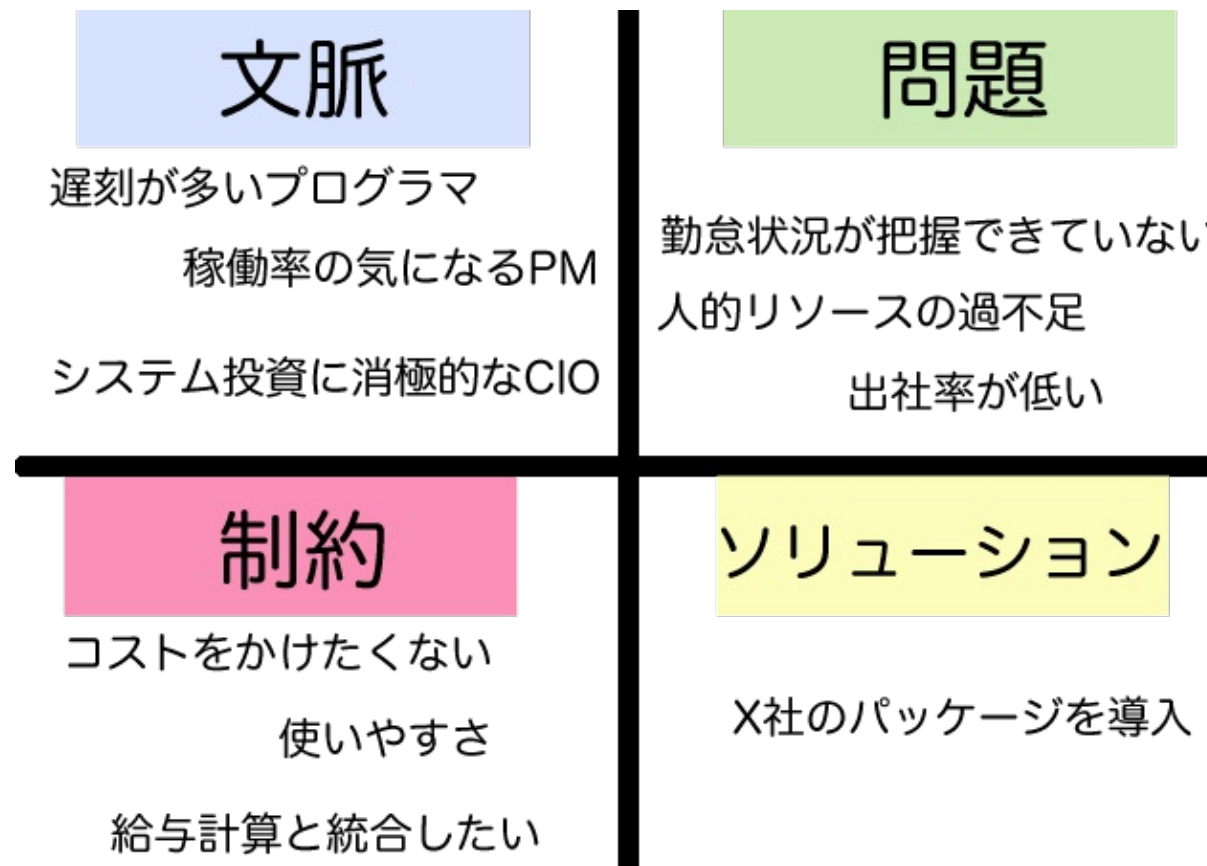 文脈
遅刻が多いプログラマ
稼働率の気になるPM
システム投資に消極的なCIO
問題
勤怠状況が把握できていない
人的リソースの過不足
出社率が低い
制約
コストをかけたくない
使いやすさ
給与計算と統合したい
ソリューション
X社のパッケージを導入